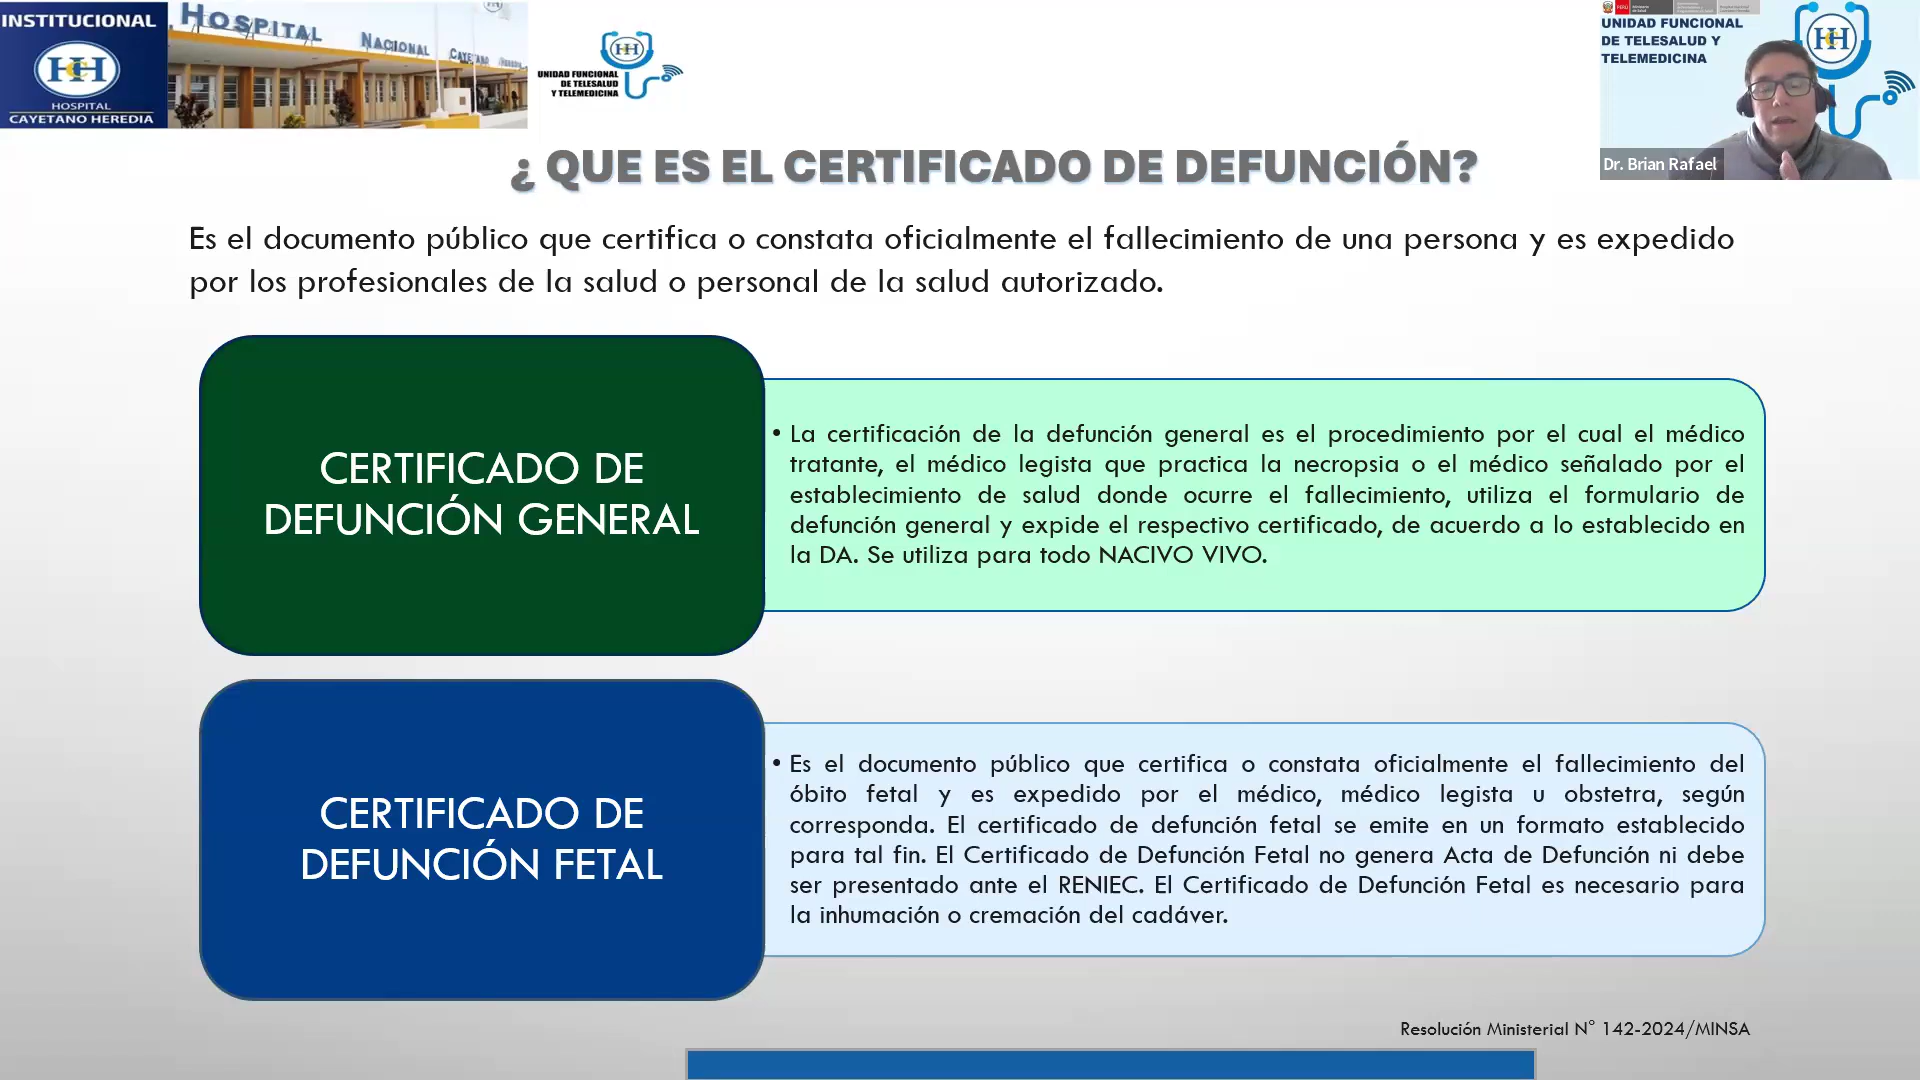 INSTITUCIONAL
HOSPITAL
CAYETANO HEREDIA
HOSPITAL NACIONAL CAYETANO HEREDIA
UNIDAD FUNCIONAL
DE TELESALUD
Y TELEMEDICINA
UNIDAD FUNCIONAL
DE TELESALUD Y
TELEMEDICINA
Dr. Brian Rafael
¿ QUE ES EL CERTIFICADO DE DEFUNCIÓN?
Es el documento público que certifica o constata oficialmente el fallecimiento de una persona y es expedido
por los profesionales de la salud o personal de la salud autorizado.
CERTIFICADO DE
DEFUNCIÓN GENERAL
• La certificación de la defunción general es el procedimiento por el cual el médico
tratante, el médico legista que practica la necropsia o el médico señalado por el
establecimiento de salud donde ocurre el fallecimiento, utiliza el formulario de
defunción general y expide el respectivo certificado, de acuerdo a lo establecido en
la DA. Se utiliza para todo NACIVO VIVO.
CERTIFICADO DE
DEFUNCIÓN FETAL
• Es el documento público que certifica o constata oficialmente el fallecimiento del
óbito fetal y es expedido por el médico, médico legista u obstetra, según
corresponda. El certificado de defunción fetal se emite en un formato establecido
para tal fin. El Certificado de Defunción Fetal no genera Acta de Defunción ni debe
ser presentado ante el RENIEC. El Certificado de Defunción Fetal es necesario para
la inhumación o cremación del cadáver.
Resolución Ministerial N° 142-2024/MINSA